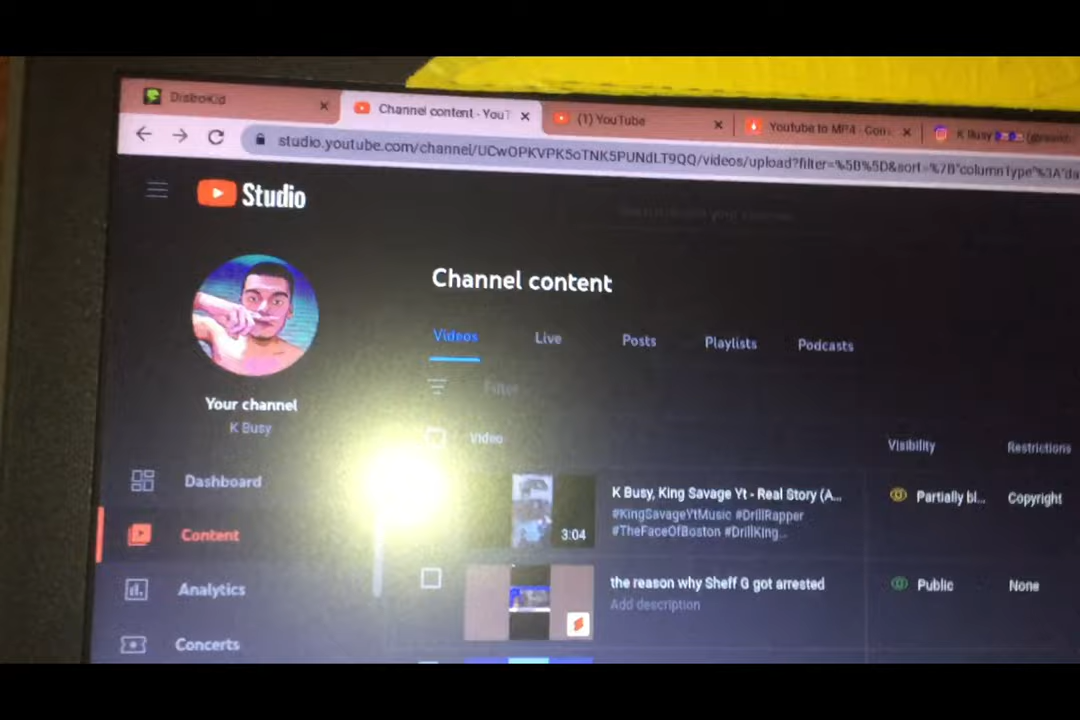 DistroKid
Channel content - YouT
(1) YouTube
Youtube to MP4 - Con
K Busy
studio.youtube.com/channel/UCwOPKVPK5oTNK5PUNdLT9QQ/videos/upload?filter=%5B%5D&sort=%7B"columnType"%3A"da
Studio
Channel content
Videos
Live
Posts
Playlists
Podcasts
Your channel
K Busy
Filter
Video
Visibility
Restrictions
Dashboard
K Busy, King Savage Yt - Real Story (A...
#KingSavageYtMusic #DrillRapper
#TheFaceOfBoston #DrillKing...
3:04
Partially bl...
Copyright
Content
the reason why Sheff G got arrested
Add description
Public
None
Analytics
Concerts